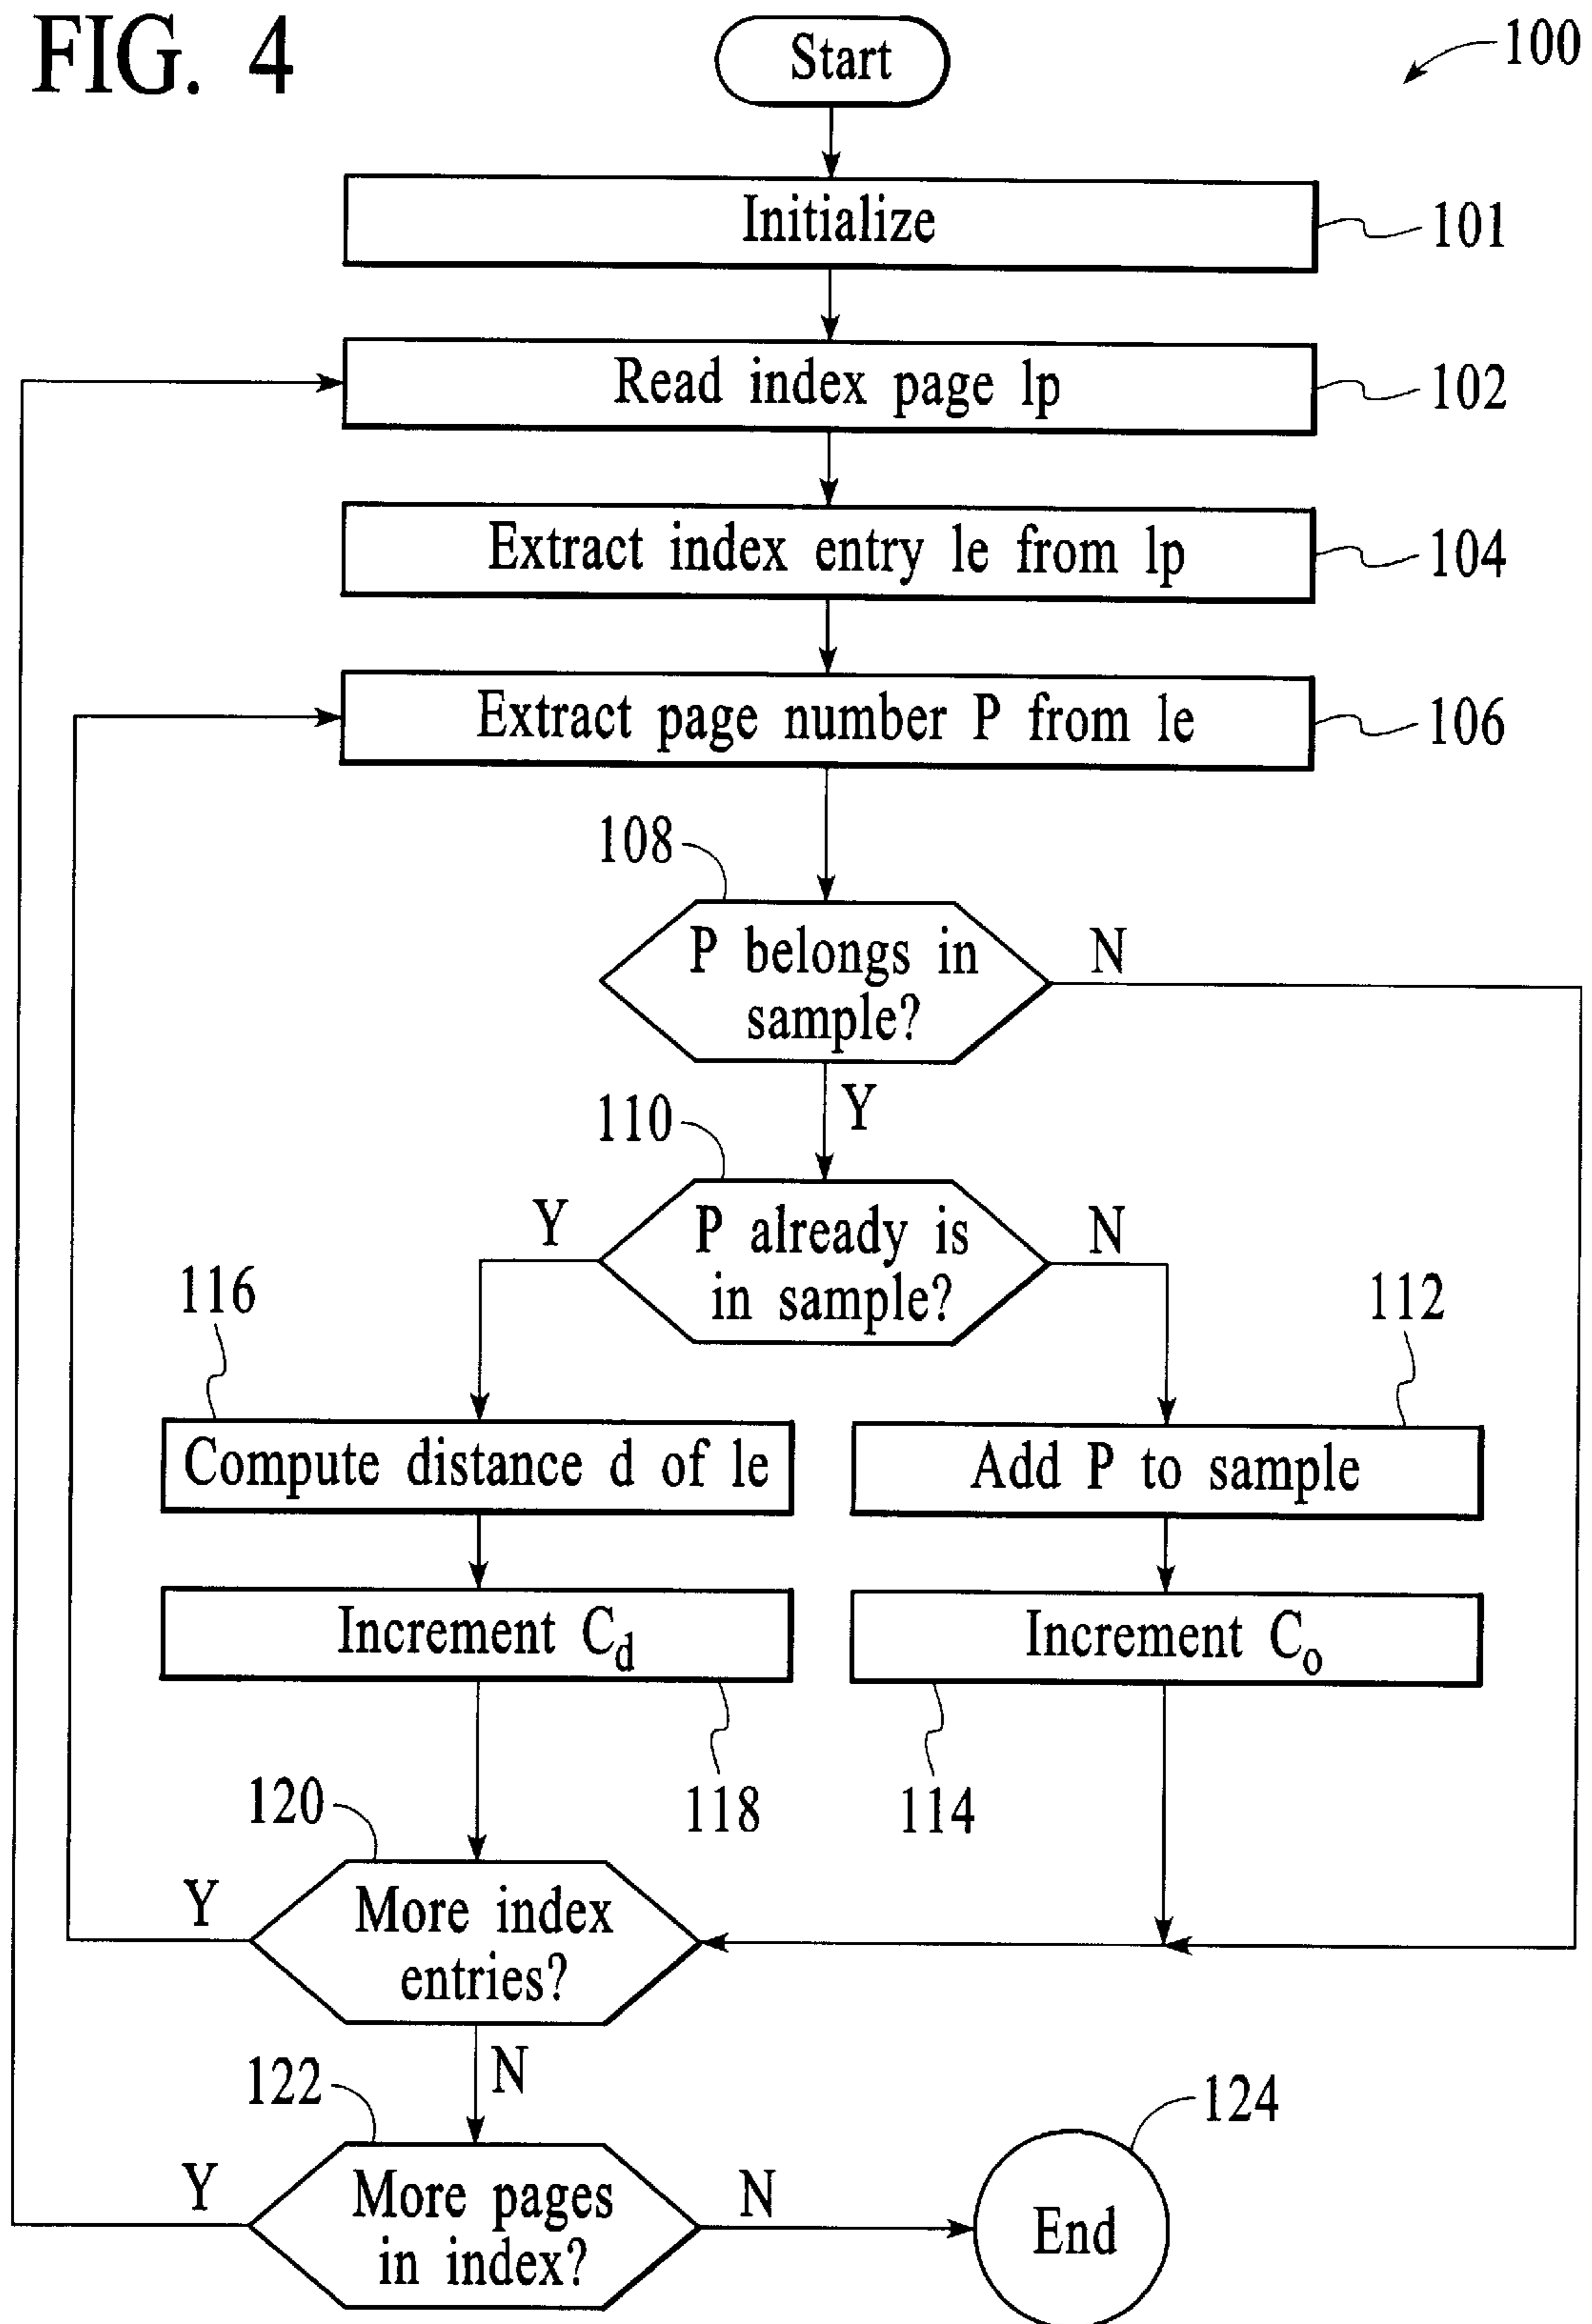 FIG. 4
Start
100
Initialize
101
Read index page lp
102
Extract index entry le from lp
104
Extract page number P from le
106
108
P belongs in
sample?
N
Y
110
P already is
in sample?
Y
N
116
112
Compute distance d of le
Add P to sample
Increment Cd
Increment Co
118
114
120
More index
entries?
Y
N
122
More pages
in index?
Y
N
124
End